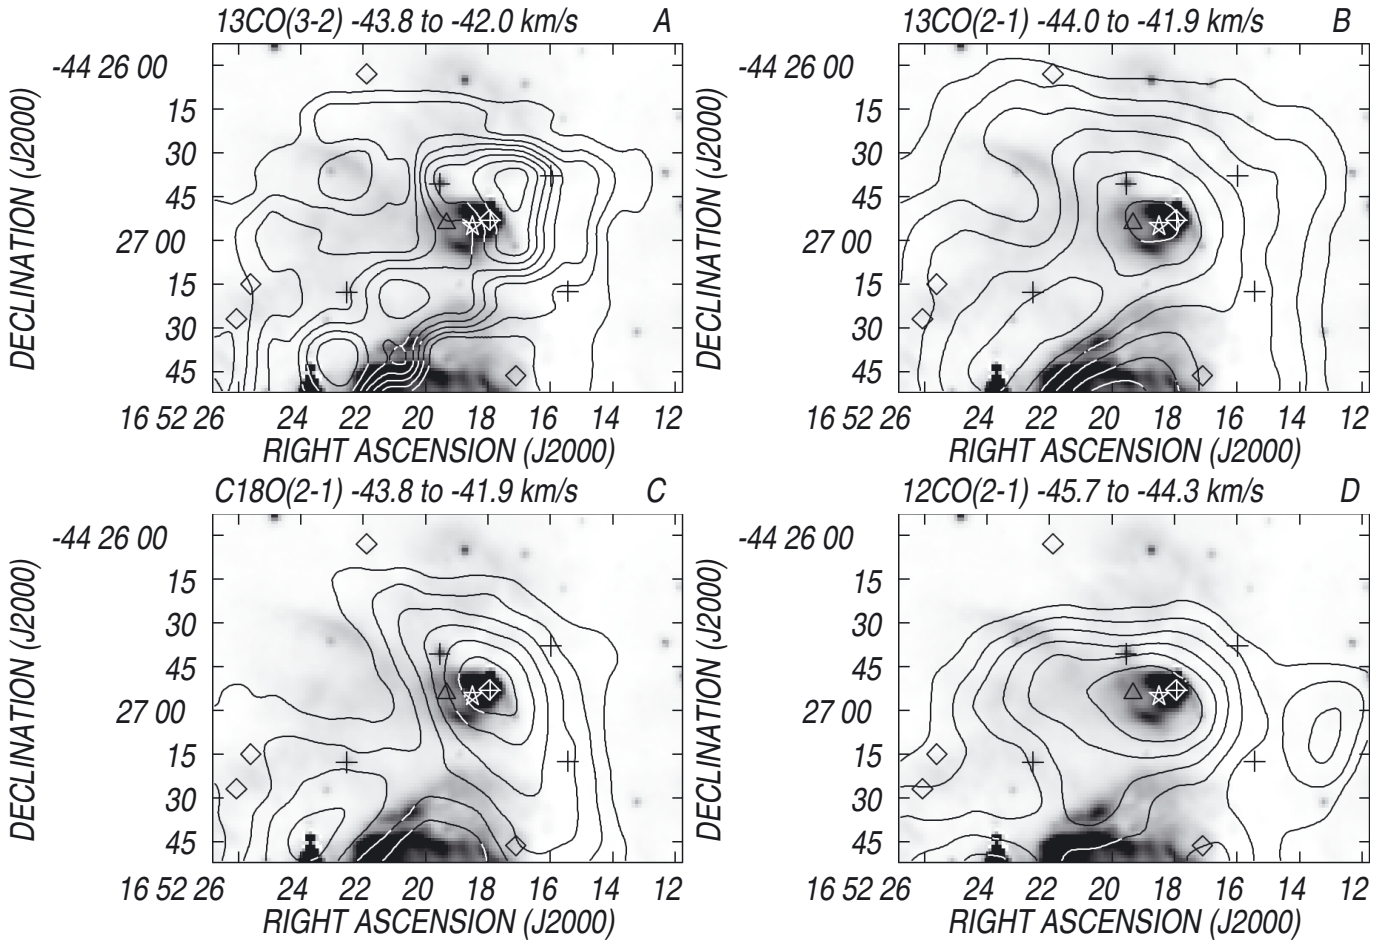 13CO(3-2) -43.8 to -42.0 km/s A
-44 26 00
15
30
45
27 00
15
30
45
DECLINATION (J2000)
16 52 26 24 22 20 18 16 14 12
RIGHT ASCENSION (J2000)
13CO(2-1) -44.0 to -41.9 km/s B
-44 26 00
15
30
45
27 00
15
30
45
DECLINATION (J2000)
16 52 26 24 22 20 18 16 14 12
RIGHT ASCENSION (J2000)
C18O(2-1) -43.8 to -41.9 km/s C
-44 26 00
15
30
45
27 00
15
30
45
DECLINATION (J2000)
16 52 26 24 22 20 18 16 14 12
RIGHT ASCENSION (J2000)
12CO(2-1) -45.7 to -44.3 km/s D
-44 26 00
15
30
45
27 00
15
30
45
DECLINATION (J2000)
16 52 26 24 22 20 18 16 14 12
RIGHT ASCENSION (J2000)